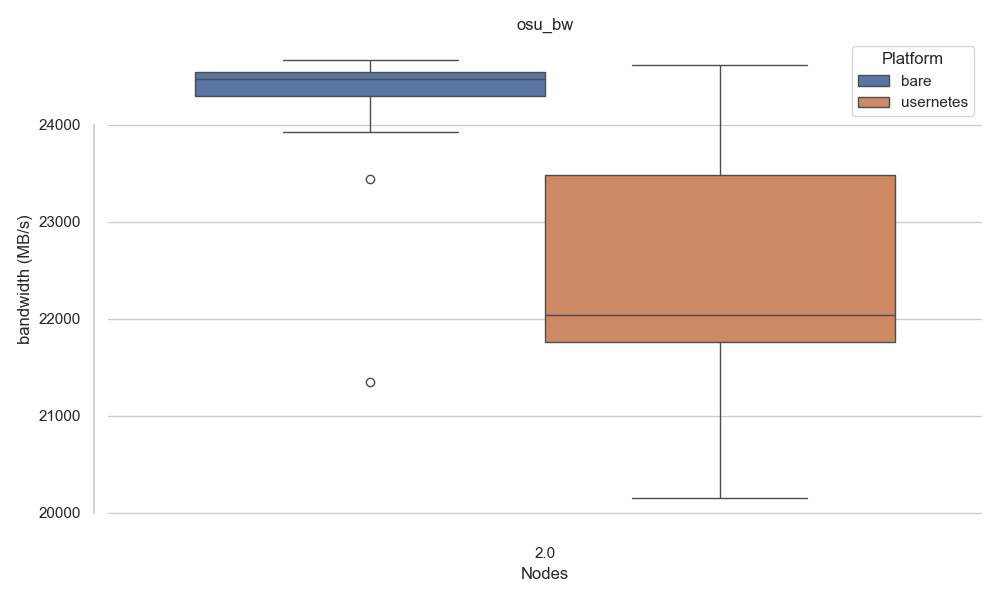 osu_bw
Platform
bare
usernetes
24000
23000
22000
21000
20000
bandwidth (MB/s)
2.0
Nodes